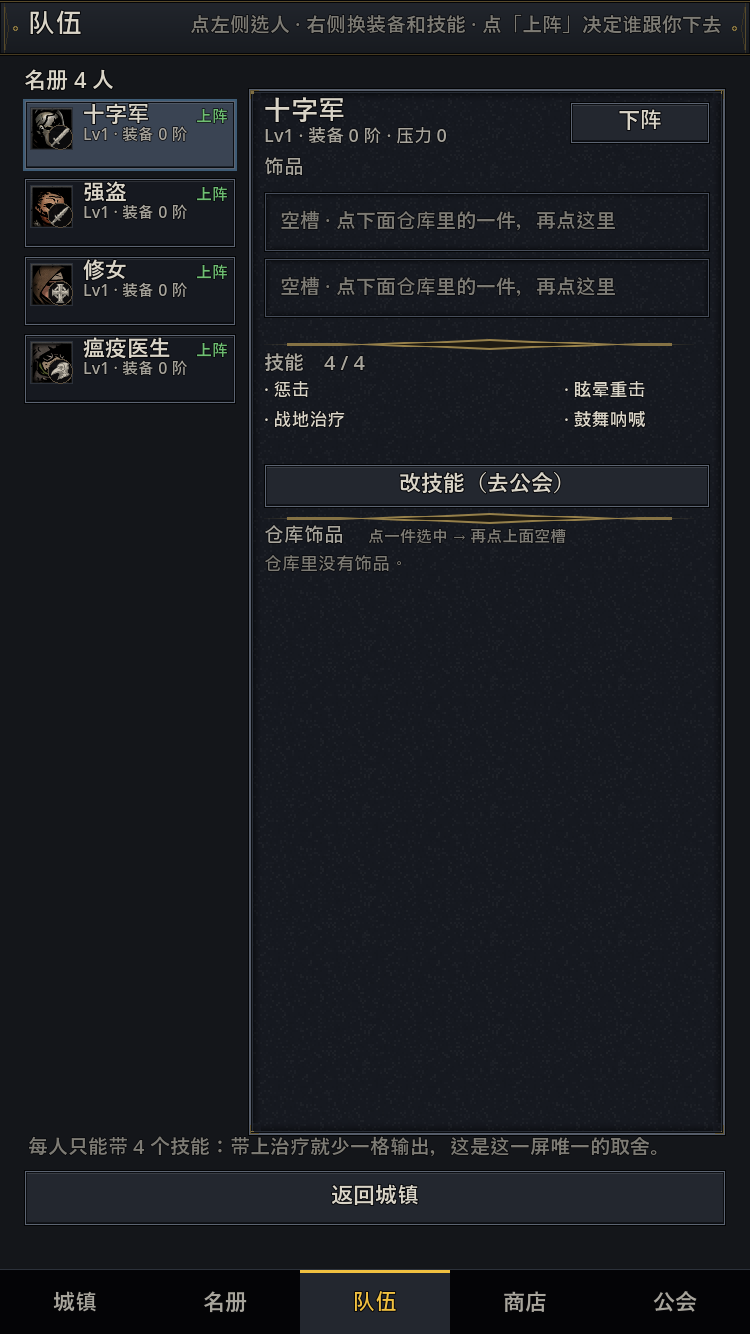 队伍
点左侧选人 · 右侧换装备和技能 · 点「上阵」决定谁跟你下去
名册 4 人
十字军
上阵
Lv1 · 装备 0 阶
强盗
上阵
Lv1 · 装备 0 阶
修女
上阵
Lv1 · 装备 0 阶
瘟疫医生
上阵
Lv1 · 装备 0 阶
十字军
下阵
Lv1 · 装备 0 阶 · 压力 0
饰品
空槽 · 点下面仓库里的一件，再点这里
空槽 · 点下面仓库里的一件，再点这里
技能 4 / 4
· 惩击
· 眩晕重击
· 战地治疗
· 鼓舞呐喊
改技能（去公会）
仓库饰品 点一件选中 → 再点上面空槽
仓库里没有饰品。
每人只能带 4 个技能：带上治疗就少一格输出，这是这一屏唯一的取舍。
返回城镇
城镇
名册
队伍
商店
公会